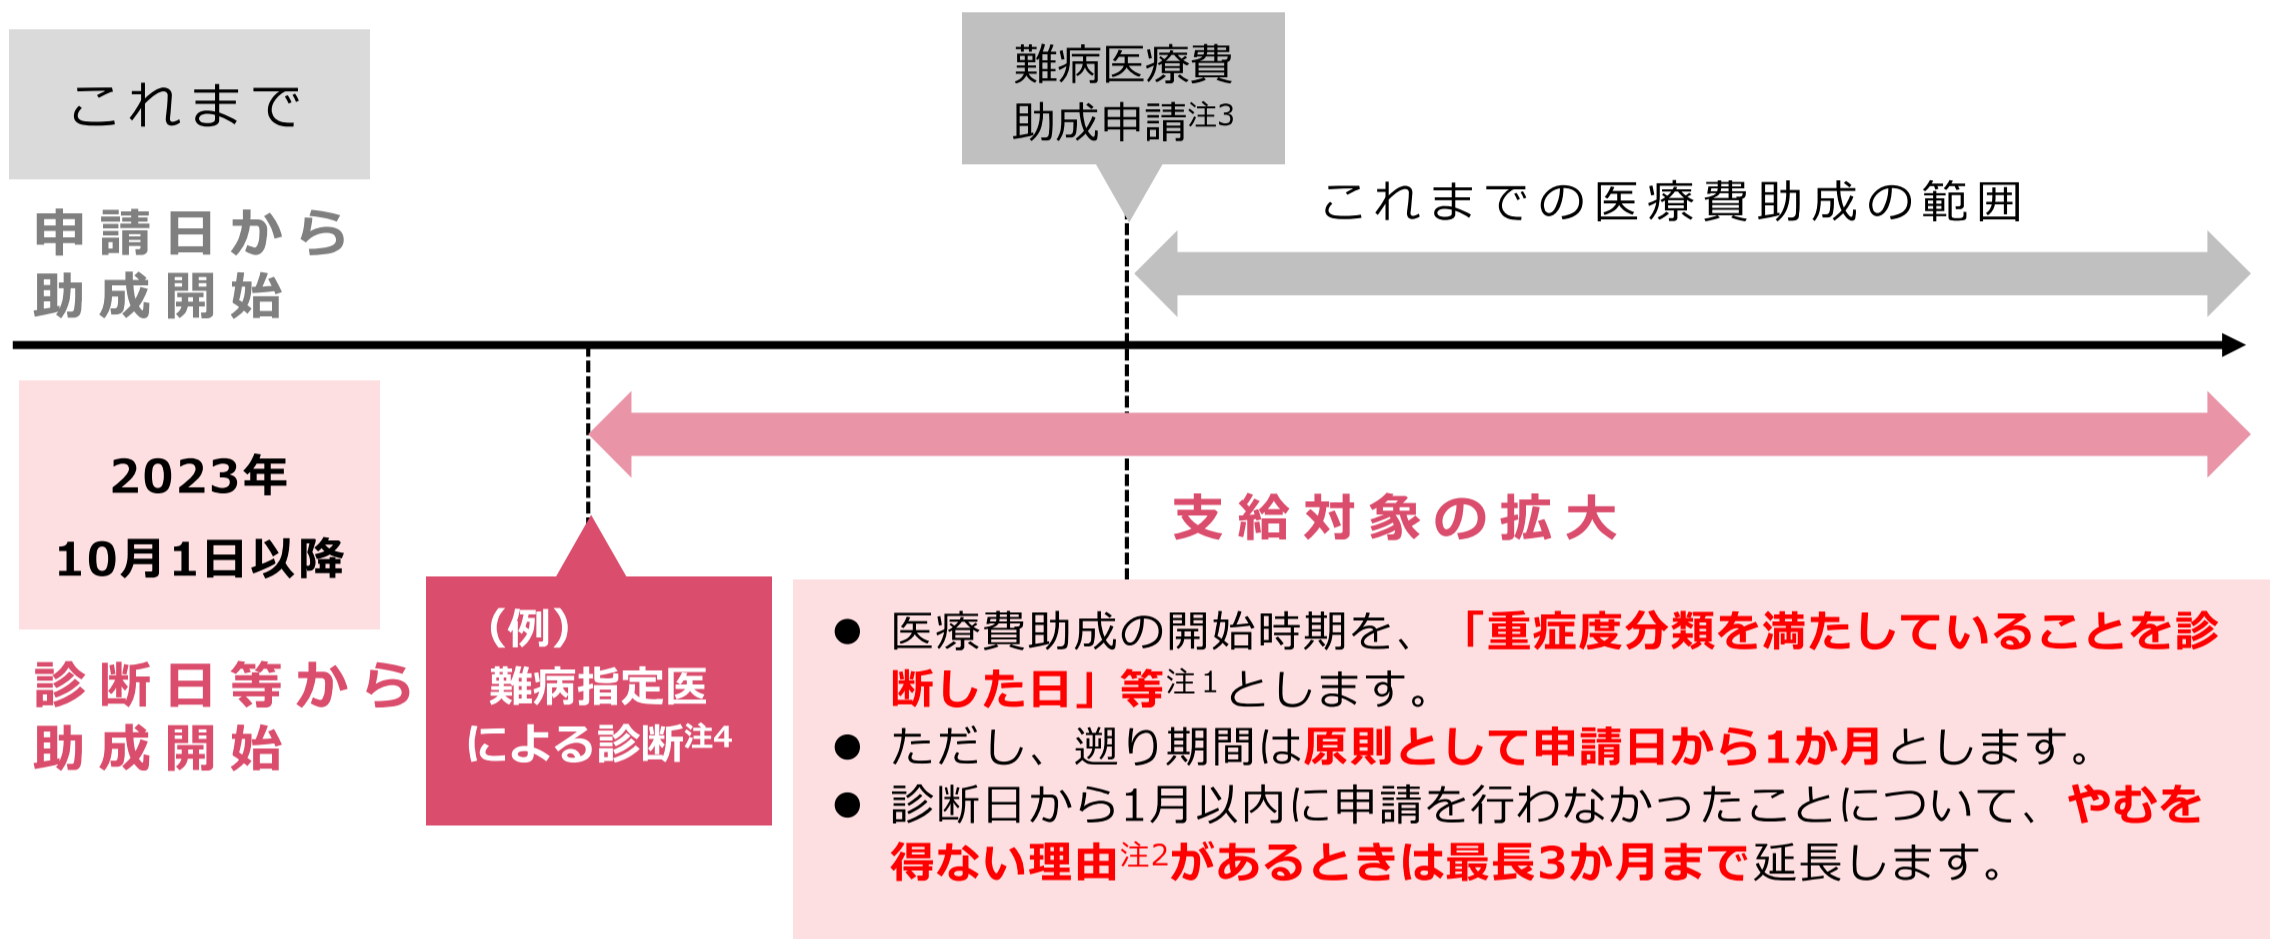 これまで
申請日から
助成開始
難病医療費
助成申請注3
これまでの医療費助成の範囲
2023年
10月1日以降
診断日等から
助成開始
（例）
難病指定医
による診断注4
支給対象の拡大
● 医療費助成の開始時期を、「重症度分類を満たしていることを診
断した日」等注１とします。
● ただし、遡り期間は原則として申請日から1か月とします。
● 診断日から1月以内に申請を行わなかったことについて、やむを
得ない理由注2があるときは最長3か月まで延長します。